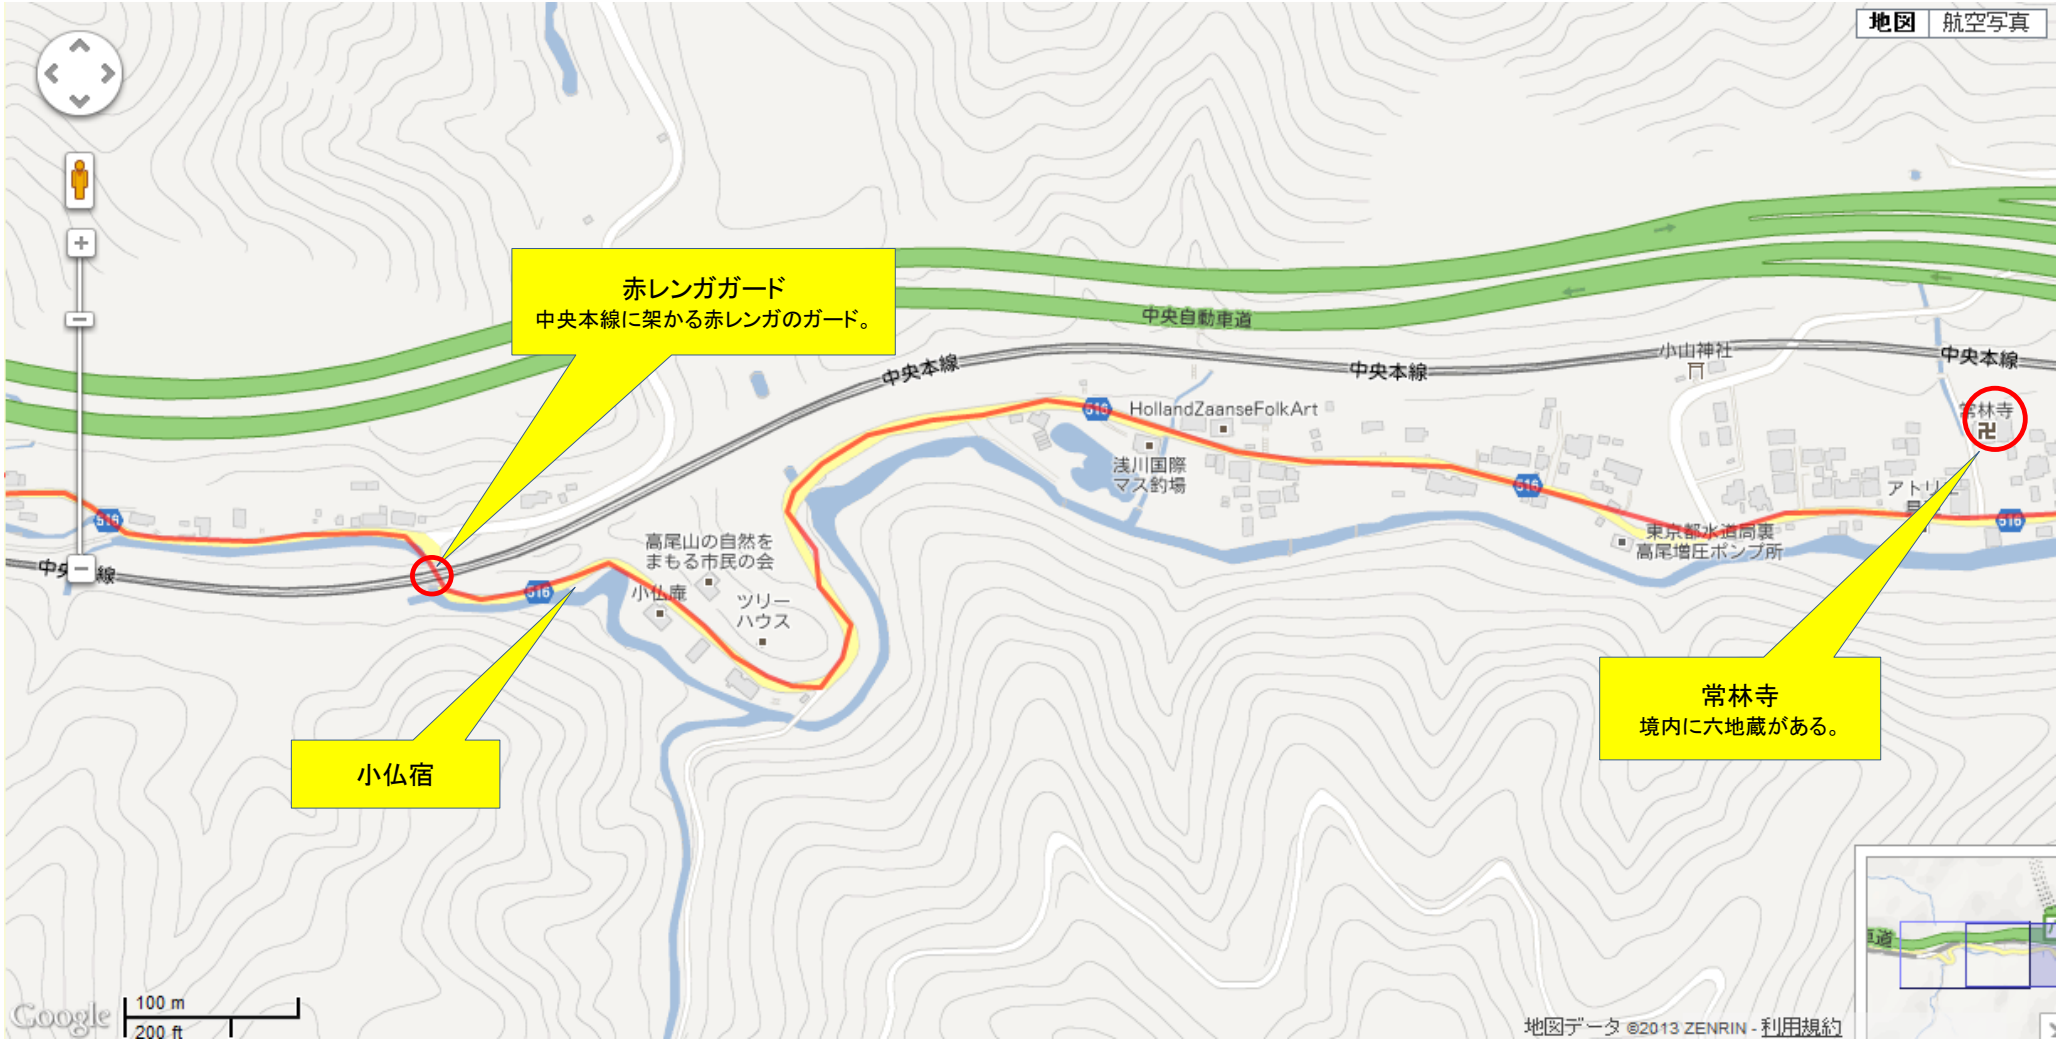 地図
航空写真
赤レンガガード
中央本線に架かる赤レンガのガード。
中央自動車道
小山神社
中央本線
中央本線
中央本線
常林寺
516
HollandZaanseFolkArt
浅川国際
マス釣場
516
アトリエ
516
516
東京都水道局裏
高尾増圧ポンプ所
高尾山の自然を
まもる市民の会
小仏庵
ツリー
ハウス
516
常林寺
境内に六地蔵がある。
小仏宿
Google
100 m
200 ft
地図データ ©2013 ZENRIN - 利用規約